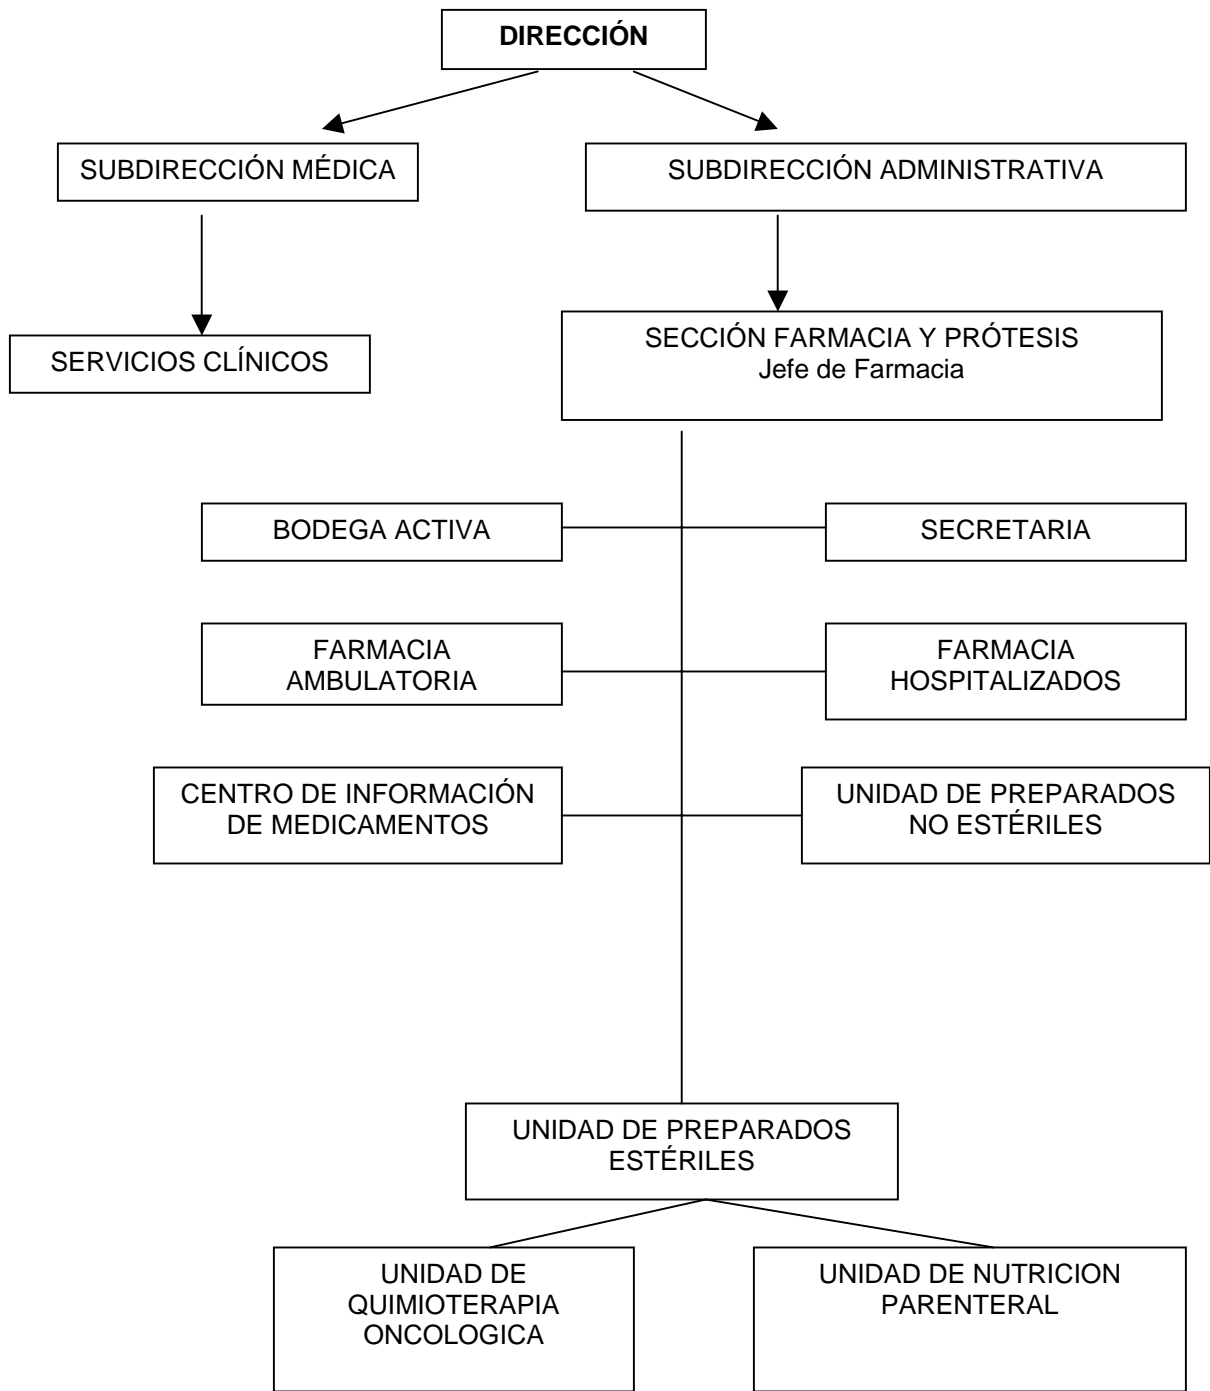 DIRECCIÓN
SUBDIRECCIÓN MÉDICA
SUBDIRECCIÓN ADMINISTRATIVA
SERVICIOS CLÍNICOS
SECCIÓN FARMACIA Y PRÓTESIS
Jefe de Farmacia
BODEGA ACTIVA
SECRETARIA
FARMACIA
AMBULATORIA
FARMACIA
HOSPITALIZADOS
CENTRO DE INFORMACIÓN
DE MEDICAMENTOS
UNIDAD DE PREPARADOS
NO ESTÉRILES
UNIDAD DE PREPARADOS
ESTÉRILES
UNIDAD DE
QUIMIOTERAPIA
ONCOLOGICA
UNIDAD DE NUTRICION
PARENTERAL